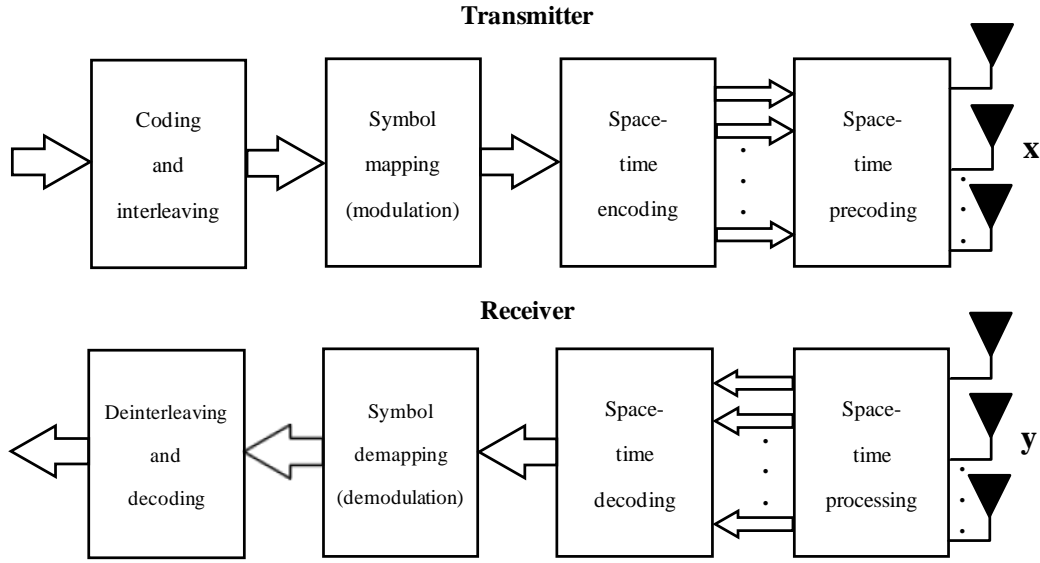 Transmitter
Coding
and
interleaving
Symbol
mapping
(modulation)
Space-
time
encoding
Space-
time
precoding
x
Receiver
Deinterleaving
and
decoding
Symbol
demapping
(demodulation)
Space-
time
decoding
Space-
time
processing
y